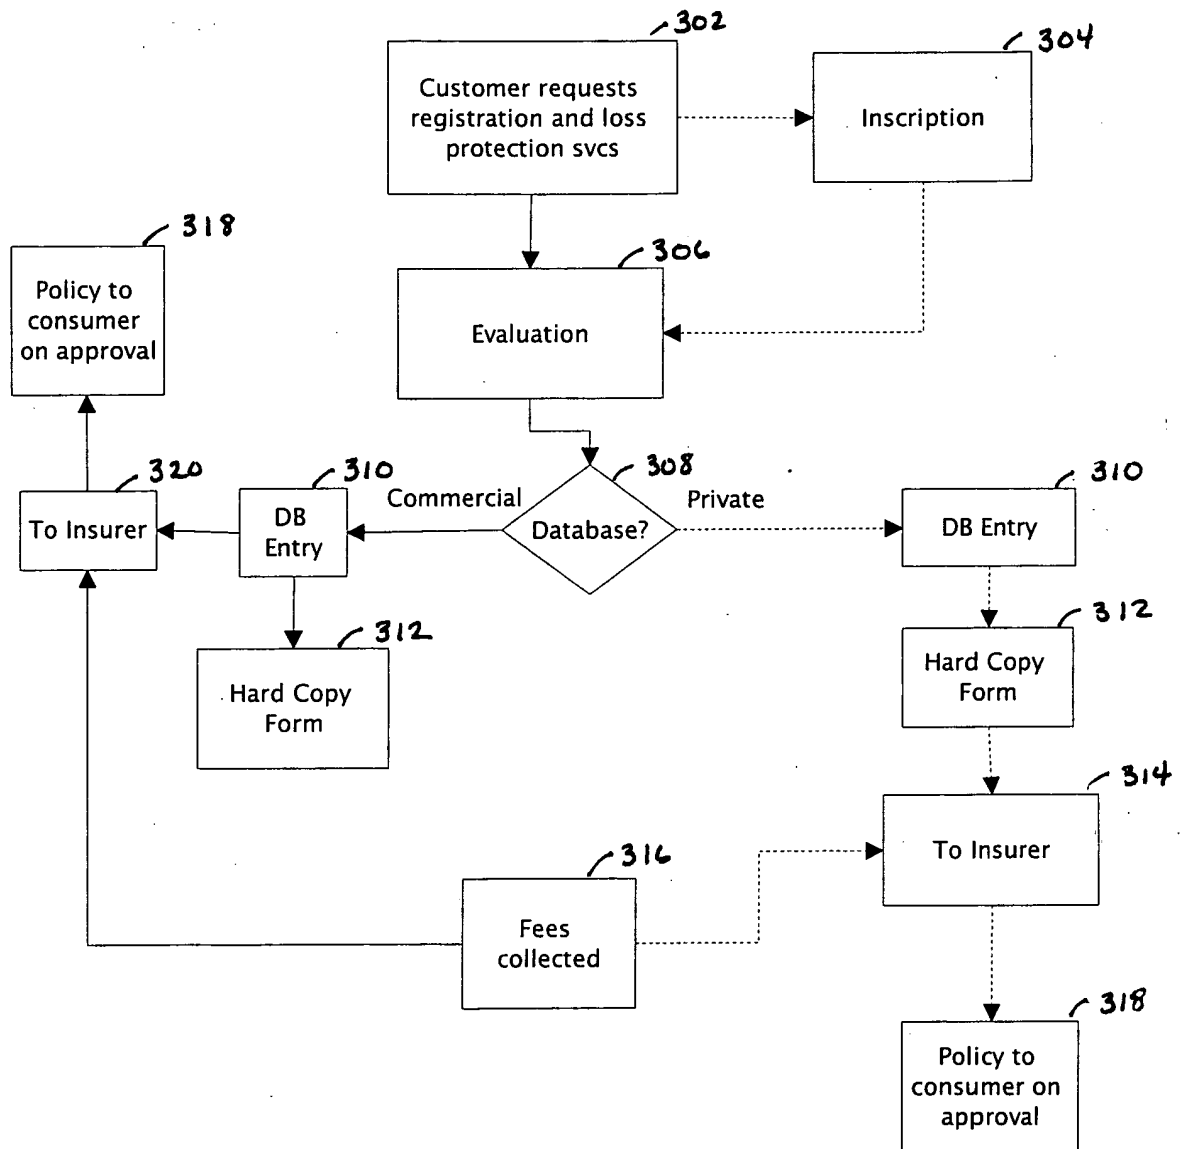 302
304
Customer requests
registration and loss
protection svcs
Inscription
318
306
Policy to
consumer
on approval
Evaluation
320
310
308
310
Commercial
Private
To Insurer
DB
Entry
Database?
DB Entry
312
312
Hard Copy
Form
Hard Copy
Form
314
316
To Insurer
Fees
collected
318
Policy to
consumer on
approval